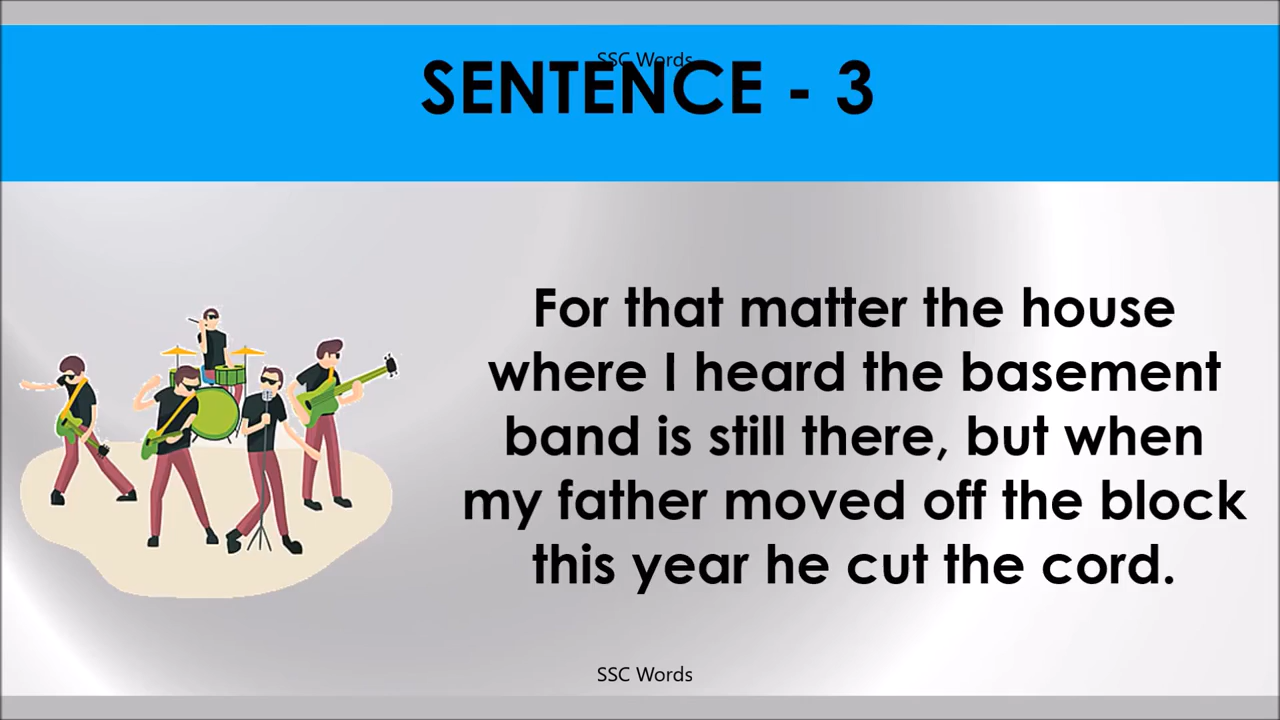 SSC Words
SENTENCE - 3
For that matter the house
where I heard the basement
band is still there, but when
my father moved off the block
this year he cut the cord.
SSC Words